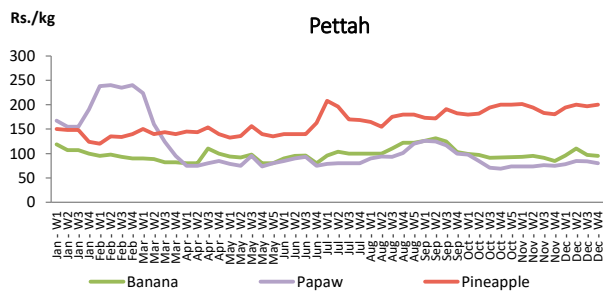 Rs./kg
Pettah
300
250
200
150
100
50
0
Jan - W1
Jan - W2
Jan - W3
Jan - W4
Feb - W1
Feb - W2
Feb - W3
Feb - W4
Mar - W1
Mar - W2
Mar - W3
Mar - W4
Apr - W1
Apr - W2
Apr - W3
Apr - W4
May - W1
May - W2
May - W3
May - W4
May - W5
Jun - W1
Jun - W2
Jun - W3
Jun - W4
Jul - W1
Jul - W2
Jul - W3
Jul - W4
Aug - W1
Aug - W2
Aug - W3
Aug - W4
Aug - W5
Sep - W1
Sep - W2
Sep - W3
Sep - W4
Oct - W1
Oct - W2
Oct - W3
Oct - W4
Oct - W5
Nov - W1
Nov - W2
Nov - W3
Nov - W4
Dec - W1
Dec - W2
Dec - W3
Dec - W4
Banana Papaw Pineapple